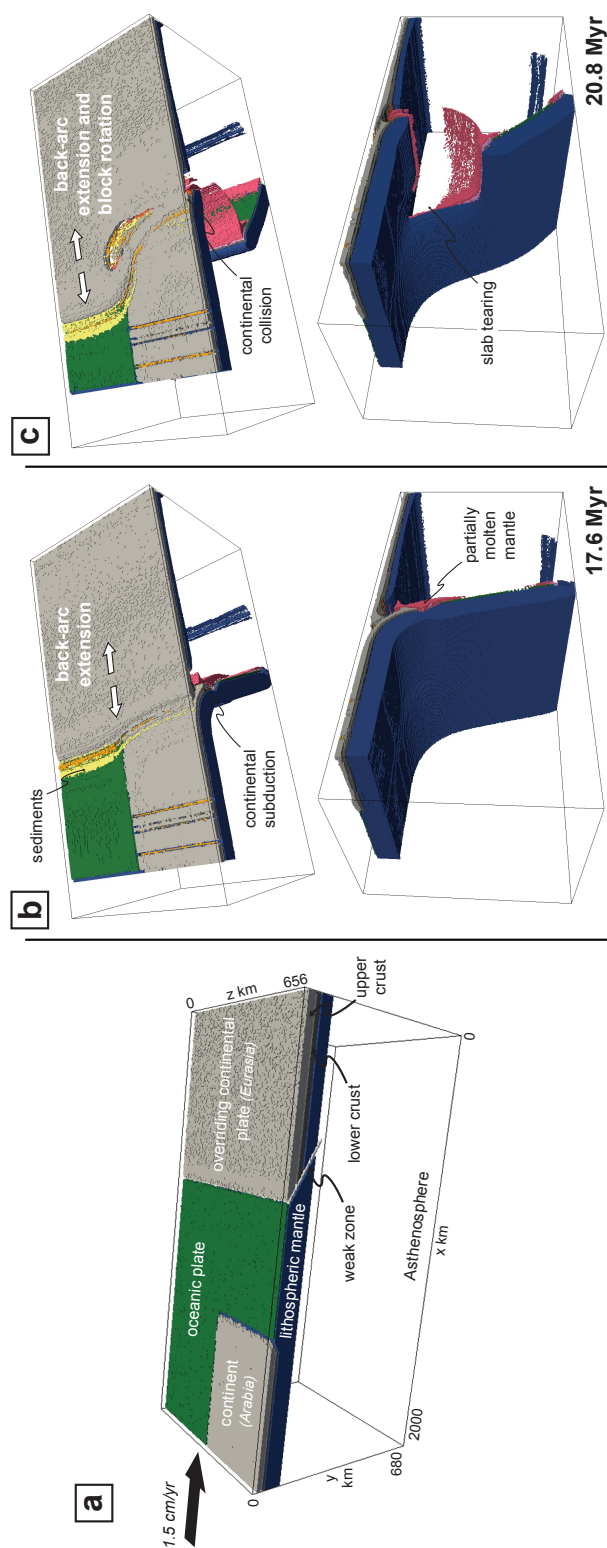 a
1.5 cm/yr
continent
(Arabia)
oceanic plate
overriding continental
plate (Eurasia)
lithospheric mantle
weak zone
lower crust
upper
crust
Asthenosphere
0
y
km
680
2000
x km
0
0
z km
656
b
sediments
back-arc
extension
continental
subduction
partially
molten
mantle
17.6 Myr
c
back-arc
extension and
block rotation
continental
collision
slab tearing
20.8 Myr